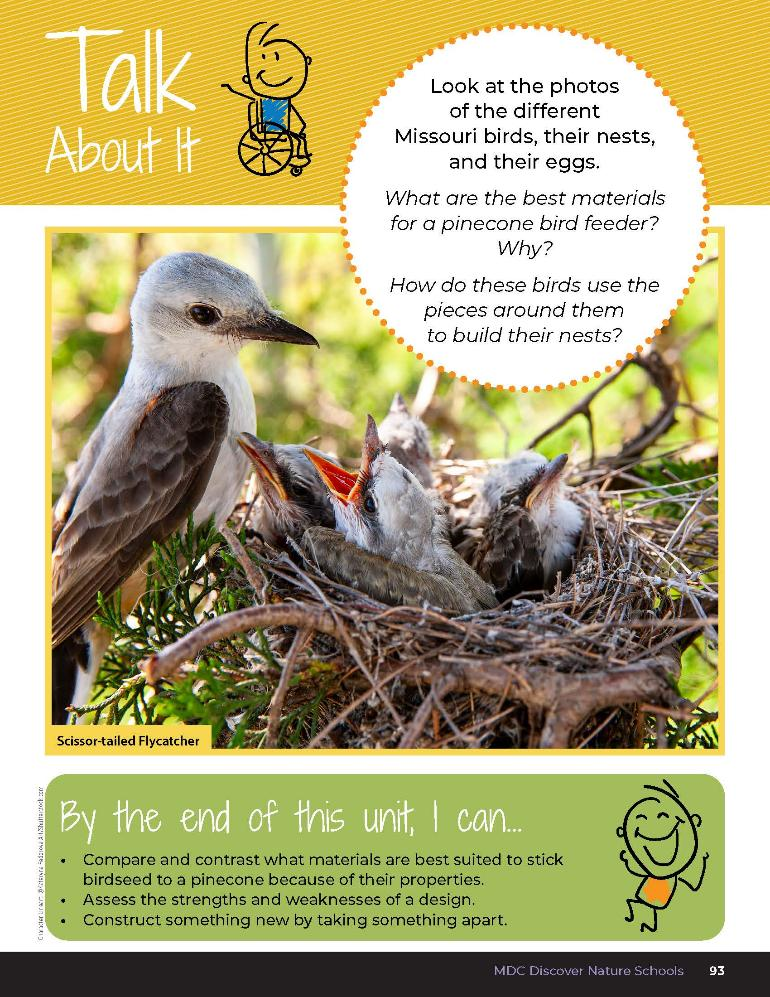 Talk
About It
Look at the photos
of the different
Missouri birds, their nests,
and their eggs.
What are the best materials
for a pinecone bird feeder?
Why?
How do these birds use the
pieces around them
to build their nests?
Scissor-tailed Flycatcher
By the end of this unit, I can...
• Compare and contrast what materials are best suited to stick
birdseed to a pinecone because of their properties.
• Assess the strengths and weaknesses of a design.
• Construct something new by taking something apart.
MDC Discover Nature Schools 93